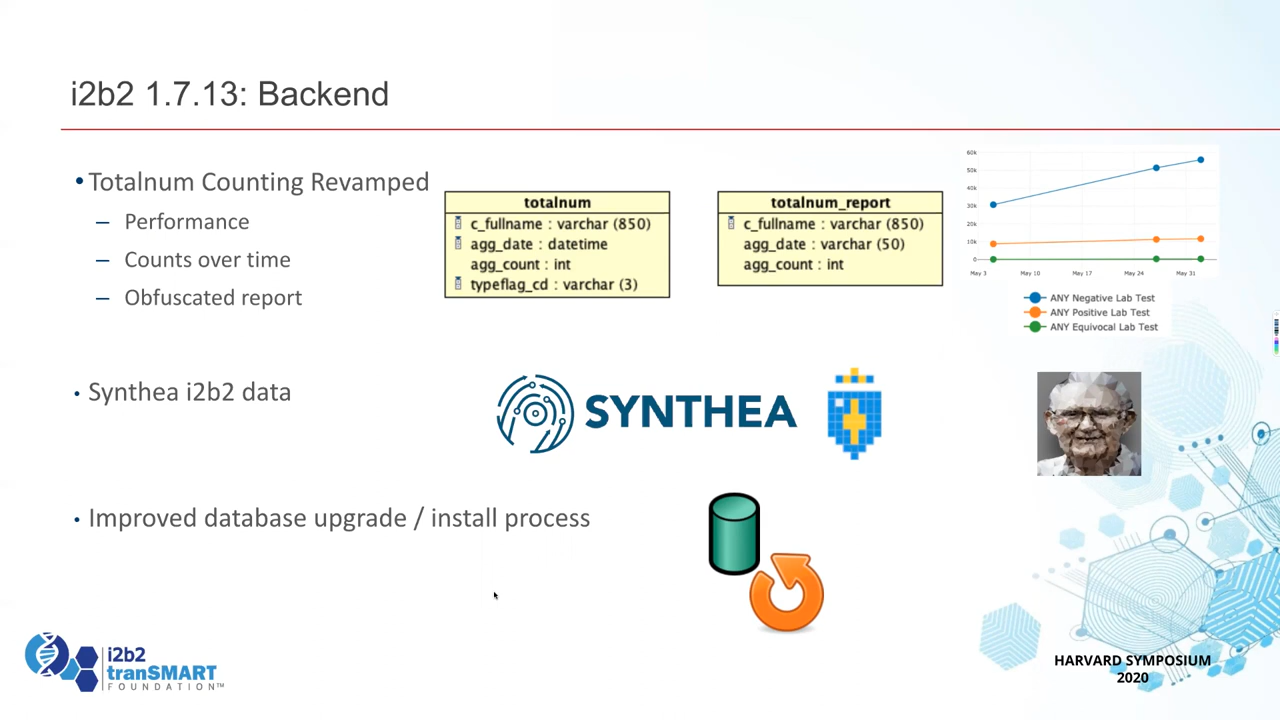 i2b2 1.7.13: Backend
• Totalnum Counting Revamped
– Performance
– Counts over time
– Obfuscated report
totalnum
c_fullname : varchar (850)
agg_date : datetime
agg_count : int
typeflag_cd : varchar (3)
totalnum_report
c_fullname : varchar (850)
agg_date : varchar (50)
agg_count : int
60k
50k
40k
30k
20k
10k
0
May 3 May 10 May 17 May 24 May 31
ANY Negative Lab Test
ANY Positive Lab Test
ANY Equivocal Lab Test
• Synthea i2b2 data
SYNTHEA
• Improved database upgrade / install process
i2b2
tranSMART
FOUNDATION™
HARVARD SYMPOSIUM
2020